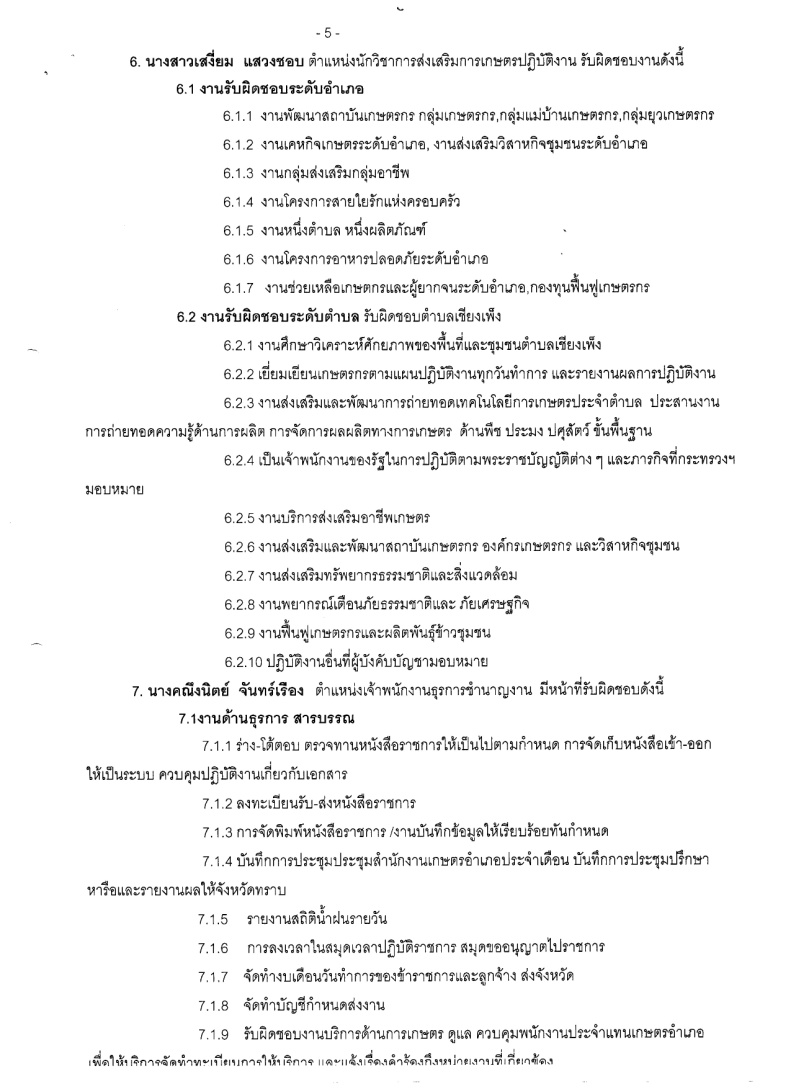 - 5 -
6. นางสาวเสงี่ยม แสวงชอบ ตำแหน่งนักวิชาการส่งเสริมการเกษตรปฏิบัติงาน รับผิดชอบงานดังนี้
6.1 งานรับผิดชอบระดับอำเภอ
6.1.1 งานพัฒนาสถาบันเกษตรกร กลุ่มเกษตรกร,กลุ่มแม่บ้านเกษตรกร,กลุ่มยุวเกษตรกร
6.1.2 งานเคหกิจเกษตรระดับอำเภอ, งานส่งเสริมวิสาหกิจชุมชนระดับอำเภอ
6.1.3 งานกลุ่มส่งเสริมกลุ่มอาชีพ
6.1.4 งานโครงการสายใยรักแห่งครอบครัว
6.1.5 งานหนึ่งตำบล หนึ่งผลิตภัณฑ์
6.1.6 งานโครงการอาหารปลอดภัยระดับอำเภอ
6.1.7 งานช่วยเหลือเกษตกรและผู้ยากจนระดับอำเภอ,กองทุนฟื้นฟูเกษตรกร
6.2 งานรับผิดชอบระดับตำบล รับผิดชอบตำบลเชียงเพ็ง
6.2.1 งานศึกษาวิเคราะห์ศักยภาพของพื้นที่และชุมชนตำบลเชียงเพ็ง
6.2.2 เยี่ยมเยียนเกษตรกรตามแผนปฏิบัติงานทุกวันทำการ และรายงานผลการปฏิบัติงาน
6.2.3 งานส่งเสริมและพัฒนาการถ่ายทอดเทคโนโลยีการเกษตรประจำตำบล ประสานงาน
การถ่ายทอดความรู้ด้านการผลิต การจัดการผลผลิตทางการเกษตร ด้านพืช ประมง ปศุสัตว์ ขั้นพื้นฐาน
6.2.4 เป็นเจ้าพนักงานของรัฐในการปฏิบัติตามพระราชบัญญัติต่าง ๆ และภารกิจที่กระทรวงฯ
มอบหมาย
6.2.5 งานบริการส่งเสริมอาชีพเกษตร
6.2.6 งานส่งเสริมและพัฒนาสถาบันเกษตรกร องค์กรเกษตรกร และวิสาหกิจชุมชน
6.2.7 งานส่งเสริมทรัพยากรธรรมชาติและสิ่งแวดล้อม
6.2.8 งานพยากรณ์เตือนภัยธรรมชาติและ ภัยเศรษฐกิจ
6.2.9 งานฟื้นฟูเกษตรกรและผลิตพันธุ์ข้าวชุมชน
6.2.10 ปฏิบัติงานอื่นที่ผู้บังคับบัญชามอบหมาย
7. นางคณึงนิตย์ จันทร์เรือง ตำแหน่งเจ้าพนักงานธุรการชำนาญงาน มีหน้าที่รับผิดชอบดังนี้
7.1งานด้านธุรการ สารบรรณ
7.1.1 ร่าง-โต้ตอบ ตรวจทานหนังสือราชการให้เป็นไปตามกำหนด การจัดเก็บหนังสือเข้า-ออก
ให้เป็นระบบ ควบคุมปฏิบัติงานเกี่ยวกับเอกสาร
7.1.2 ลงทะเบียนรับ-ส่งหนังสือราชการ
7.1.3 การจัดพิมพ์หนังสือราชการ /งานบันทึกข้อมูลให้เรียบร้อยทันกำหนด
7.1.4 บันทึกการประชุมประชุมสำนักงานเกษตรอำเภอประจำเดือน บันทึกการประชุมปรึกษา
หารือและรายงานผลให้จังหวัดทราบ
7.1.5 รายงานสถิติน้ำฝนรายวัน
7.1.6 การลงเวลาในสมุดเวลาปฏิบัติราชการ สมุดขออนุญาตไปราชการ
7.1.7 จัดทำงบเดือนวันทำการของข้าราชการและลูกจ้าง ส่งจังหวัด
7.1.8 จัดทำบัญชีกำหนดส่งงาน
7.1.9 รับผิดชอบงานบริการด้านการเกษตร ดูแล ควบคุมพนักงานประจำแทนเกษตรอำเภอ
เพื่อให้บริการจัดทำทะเบียนการให้บริการ และแจ้งเรื่องคำร้องถึงหน่วยงานที่เกี่ยวข้อง